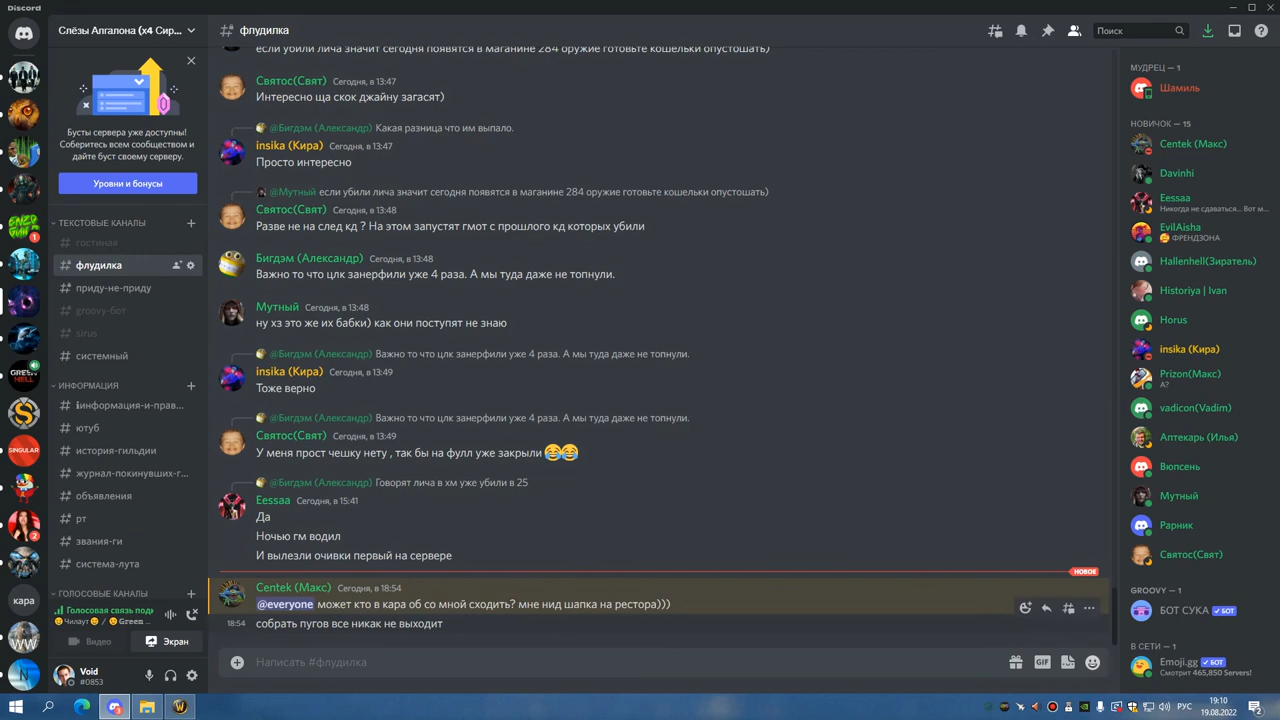 Discord
Слёзы Алгалона (x4 Сир...
флудилка
Поиск
Бусты сервера уже доступны!
Соберитесь всем сообществом и
дайте буст своему серверу.
Уровни и бонусы
ТЕКСТОВЫЕ КАНАЛЫ
гостиная
флудилка
приду-не-приду
groovy-бот
sirus
системный
ИНФОРМАЦИЯ
информация-и-прав...
ютуб
история-гильдии
журнал-покинувших-г...
объявления
рт
звания-ги
система-лута
ГОЛОСОВЫЕ КАНАЛЫ
Голосовая связь подк
Чилаут / Green
Видео
Экран
Void
#0853
1
GREEN HELL
SINGULAR
2
кара
WW
N
если убили лича значит сегодня появятся в маганине 284 оружие готовьте кошельки опустошать)
Святос(Свят) Сегодня, в 13:47
Интересно ща скок джайну загасят)
@Бигдэм (Александр) Какая разница что им выпало.
insika (Кира) Сегодня, в 13:47
Просто интересно
@Мутный если убили лича значит сегодня появятся в маганине 284 оружие готовьте кошельки опустошать)
Святос(Свят) Сегодня, в 13:48
Разве не на след кд ? На этом запустят гмот с прошлого кд которых убили
Бигдэм (Александр) Сегодня, в 13:48
Важно то что цлк занерфили уже 4 раза. А мы туда даже не топнули.
Мутный Сегодня, в 13:48
ну хз это же их бабки) как они поступят не знаю
@Бигдэм (Александр) Важно то что цлк занерфили уже 4 раза. А мы туда даже не топнули.
insika (Кира) Сегодня, в 13:49
Тоже верно
@Бигдэм (Александр) Важно то что цлк занерфили уже 4 раза. А мы туда даже не топнули.
Святос(Свят) Сегодня, в 13:49
У меня прост чешку нету , так бы на фулл уже закрыли 😂😂
@Бигдэм (Александр) Говорят лича в хм уже убили в 25
Eessaa Сегодня, в 15:41
Да
Ночью гм водил
И вылезли очивки первый на сервере
НОВОЕ
Centek (Макс) Сегодня, в 18:54
@everyone может кто в кара об со мной сходить? мне нид шапка на рестора)))
18:54 собрать пугов все никак не выходит
Написать #флудилка
GIF
МУДРЕЦ — 1
Шамиль
НОВИЧОК — 15
Centek (Макс)
Davinhi
Eessaa
Никогда не сдаваться... Вот м...
EvilAisha
ФРЕНДЗОНА
Hallenhell(Зиратель)
Historiya | Ivan
Horus
insika (Кира)
Prizon(Макс)
А?
vadicon(Vadim)
Аптекарь (Илья)
Вюпсень
Мутный
Рарник
Святос(Свят)
GROOVY — 1
БОТ СУКА ✓ БОТ
В СЕТИ — 1
Emoji.gg ✓ БОТ
Смотрит 465,850 Servers!
РУС
19:10
19.08.2022
2